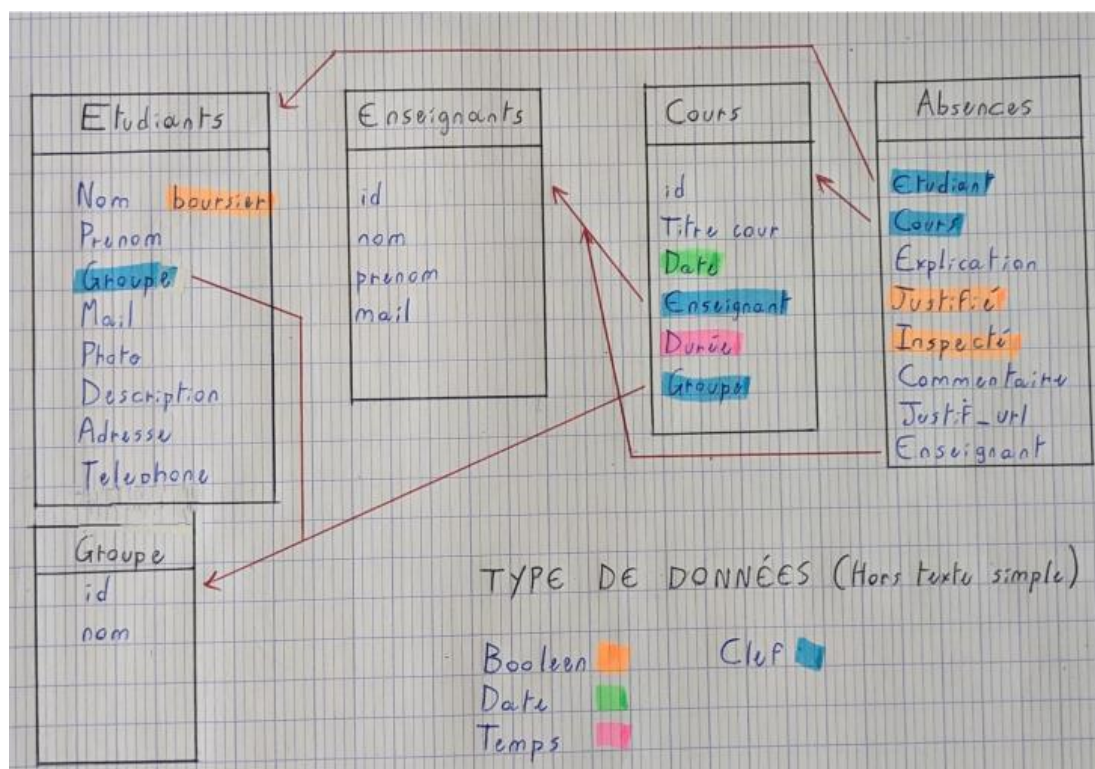 Etudiants
Nom boursier
Prenom
Groupe
Mail
Photo
Description
Adresse
Telephone
Enseignants
id
nom
prenom
mail
Cours
id
Titre cour
Date
Enseignant
Durée
Groupe
Absences
Etudiant
Cours
Explication
Justifié
Inspecté
Commentaire
Justif_url
Enseignant
Groupe
id
nom
TYPE DE DONNÉES (Hors texte simple)
Booleen
Date
Temps
Clef